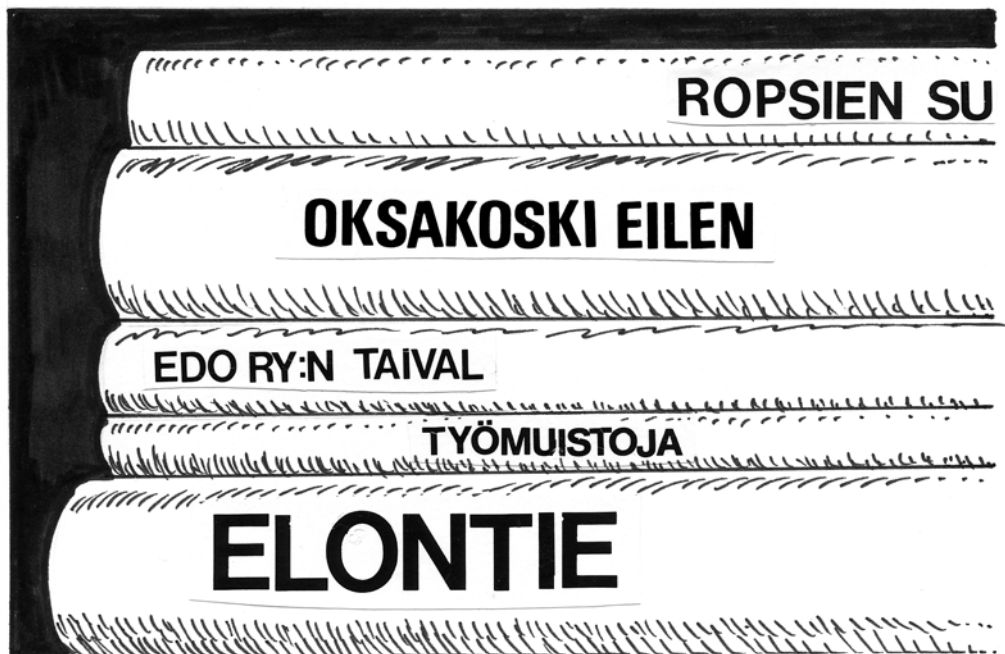 ROPSIEN SU
OKSAKOSKI EILEN
EDO RY:N TAIVAL
TYÖMUISTOJA
ELONTIE